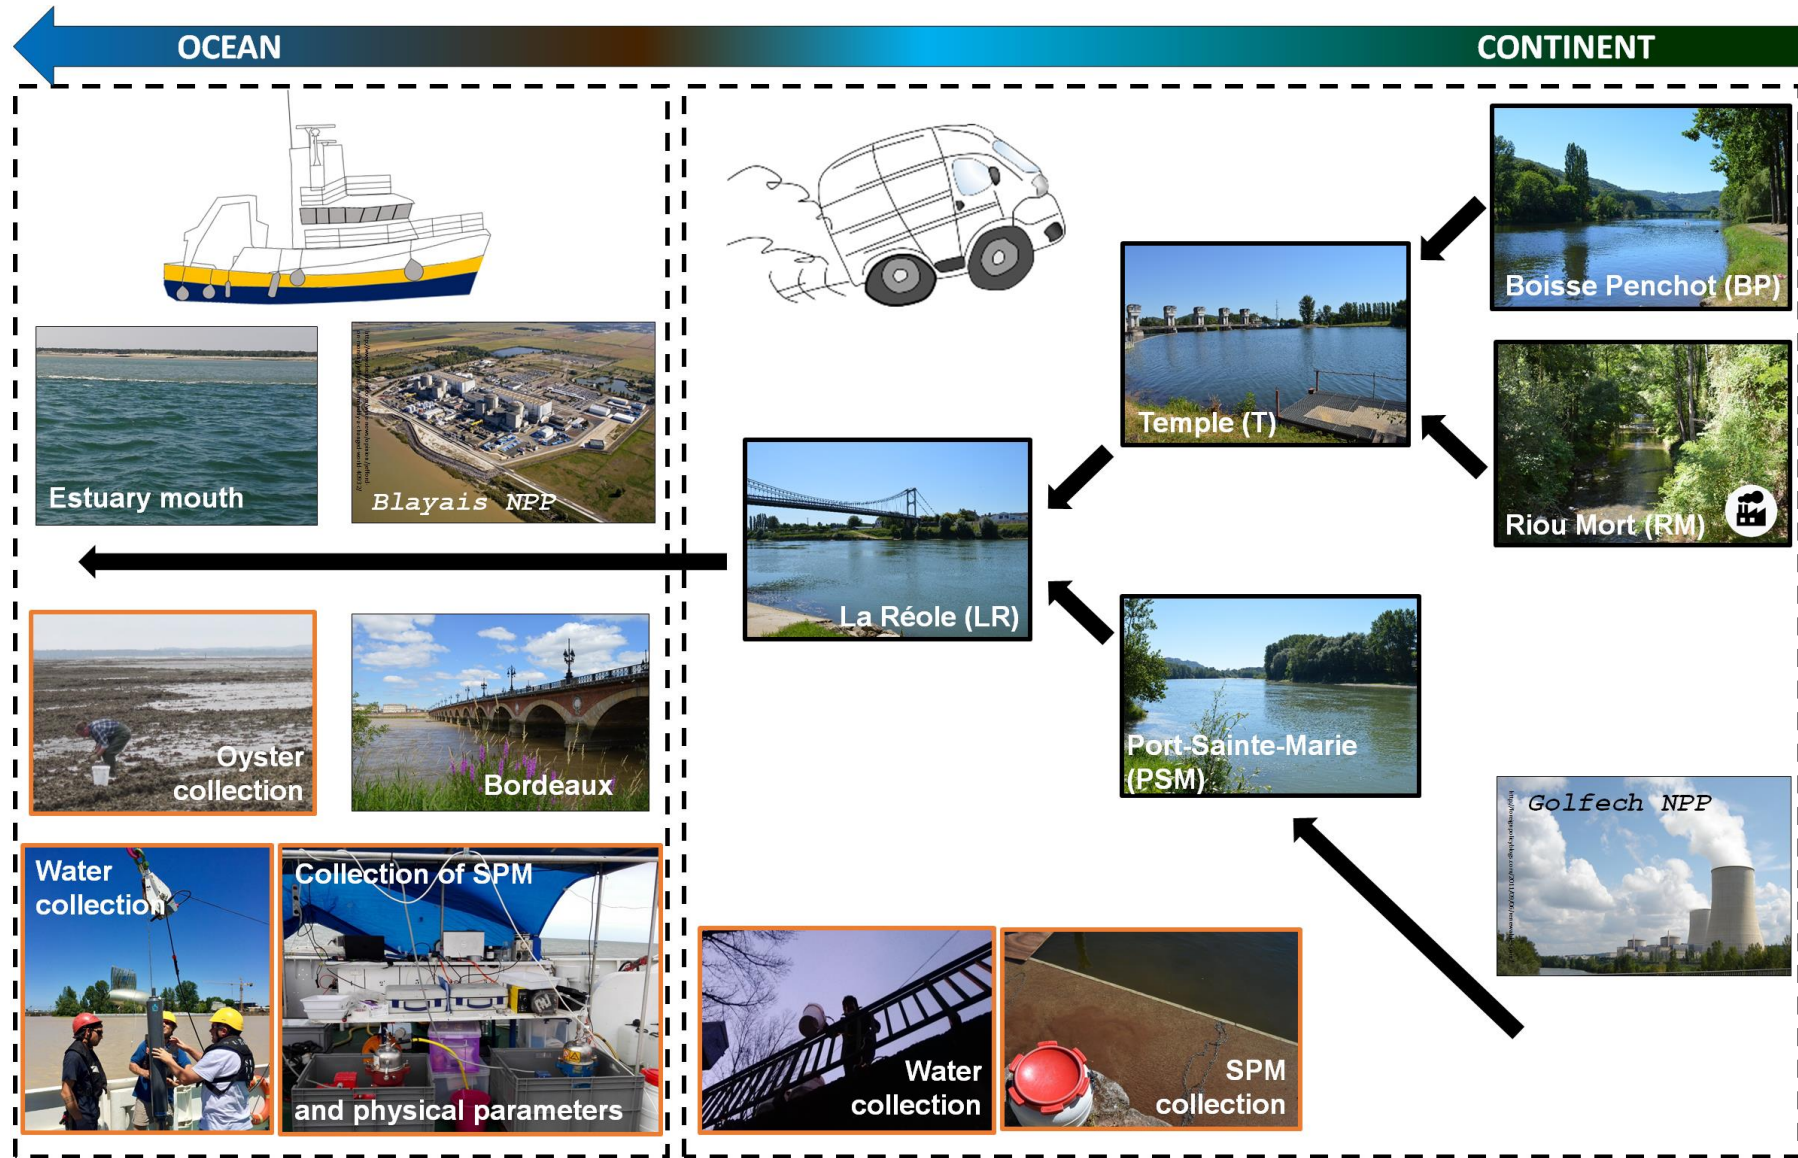 OCEAN
CONTINENT
Boisse Penchot (BP)
Temple (T)
Riou Mort (RM)
Estuary mouth
Blayais NPP
La Réole (LR)
Port-Sainte-Marie
(PSM)
Golfech NPP
Oyster
collection
Bordeaux
Water
collection
Collection of SPM
and physical parameters
Water
collection
SPM
collection